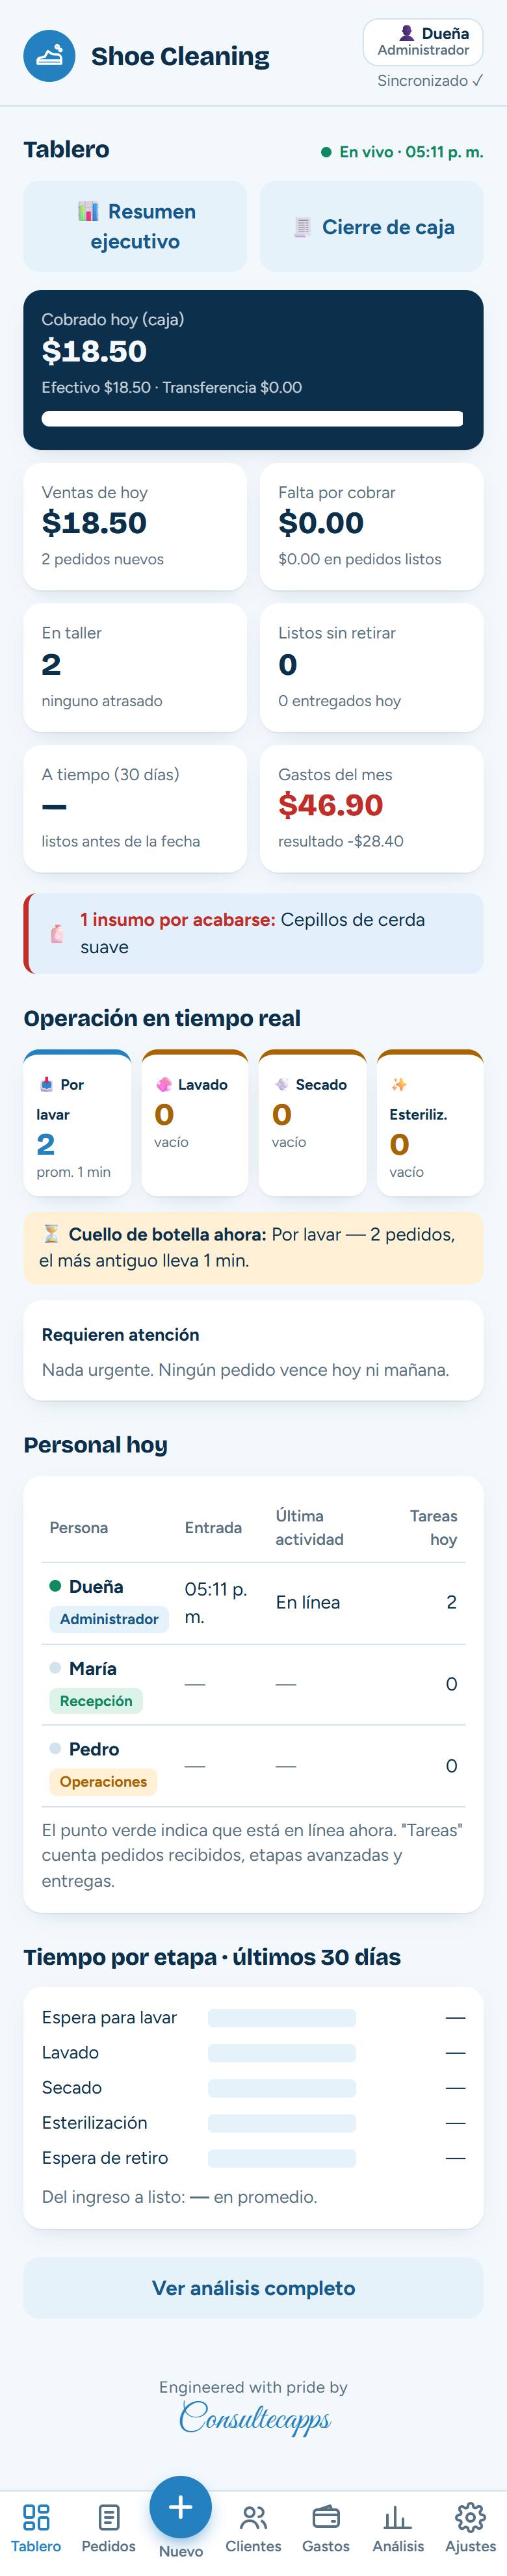 Shoe Cleaning
Dueña
Administrador
Sincronizado ✓
Tablero
En vivo · 05:11 p. m.
Resumen
ejecutivo
Cierre de caja
Cobrado hoy (caja)
$18.50
Efectivo $18.50 · Transferencia $0.00
Ventas de hoy
$18.50
2 pedidos nuevos
Falta por cobrar
$0.00
$0.00 en pedidos listos
En taller
2
ninguno atrasado
Listos sin retirar
0
0 entregados hoy
A tiempo (30 días)
—
listos antes de la fecha
Gastos del mes
$46.90
resultado -$28.40
1 insumo por acabarse: Cepillos de cerda
suave
Operación en tiempo real
Por
lavar
2
prom. 1 min
Lavado
0
vacío
Secado
0
vacío
Esteriliz.
0
vacío
Cuello de botella ahora: Por lavar — 2 pedidos,
el más antiguo lleva 1 min.
Requieren atención
Nada urgente. Ningún pedido vence hoy ni mañana.
Personal hoy
Persona Entrada Última actividad Tareas hoy
Dueña
Administrador
05:11 p.
m.
En línea
2
María
Recepción
—
—
0
Pedro
Operaciones
—
—
0
El punto verde indica que está en línea ahora. "Tareas"
cuenta pedidos recibidos, etapas avanzadas y
entregas.
Tiempo por etapa · últimos 30 días
Espera para lavar —
Lavado —
Secado —
Esterilización —
Espera de retiro —
Del ingreso a listo: — en promedio.
Ver análisis completo
Engineered with pride by
Consultecapps
Tablero
Pedidos
Nuevo
Clientes
Gastos
Análisis
Ajustes